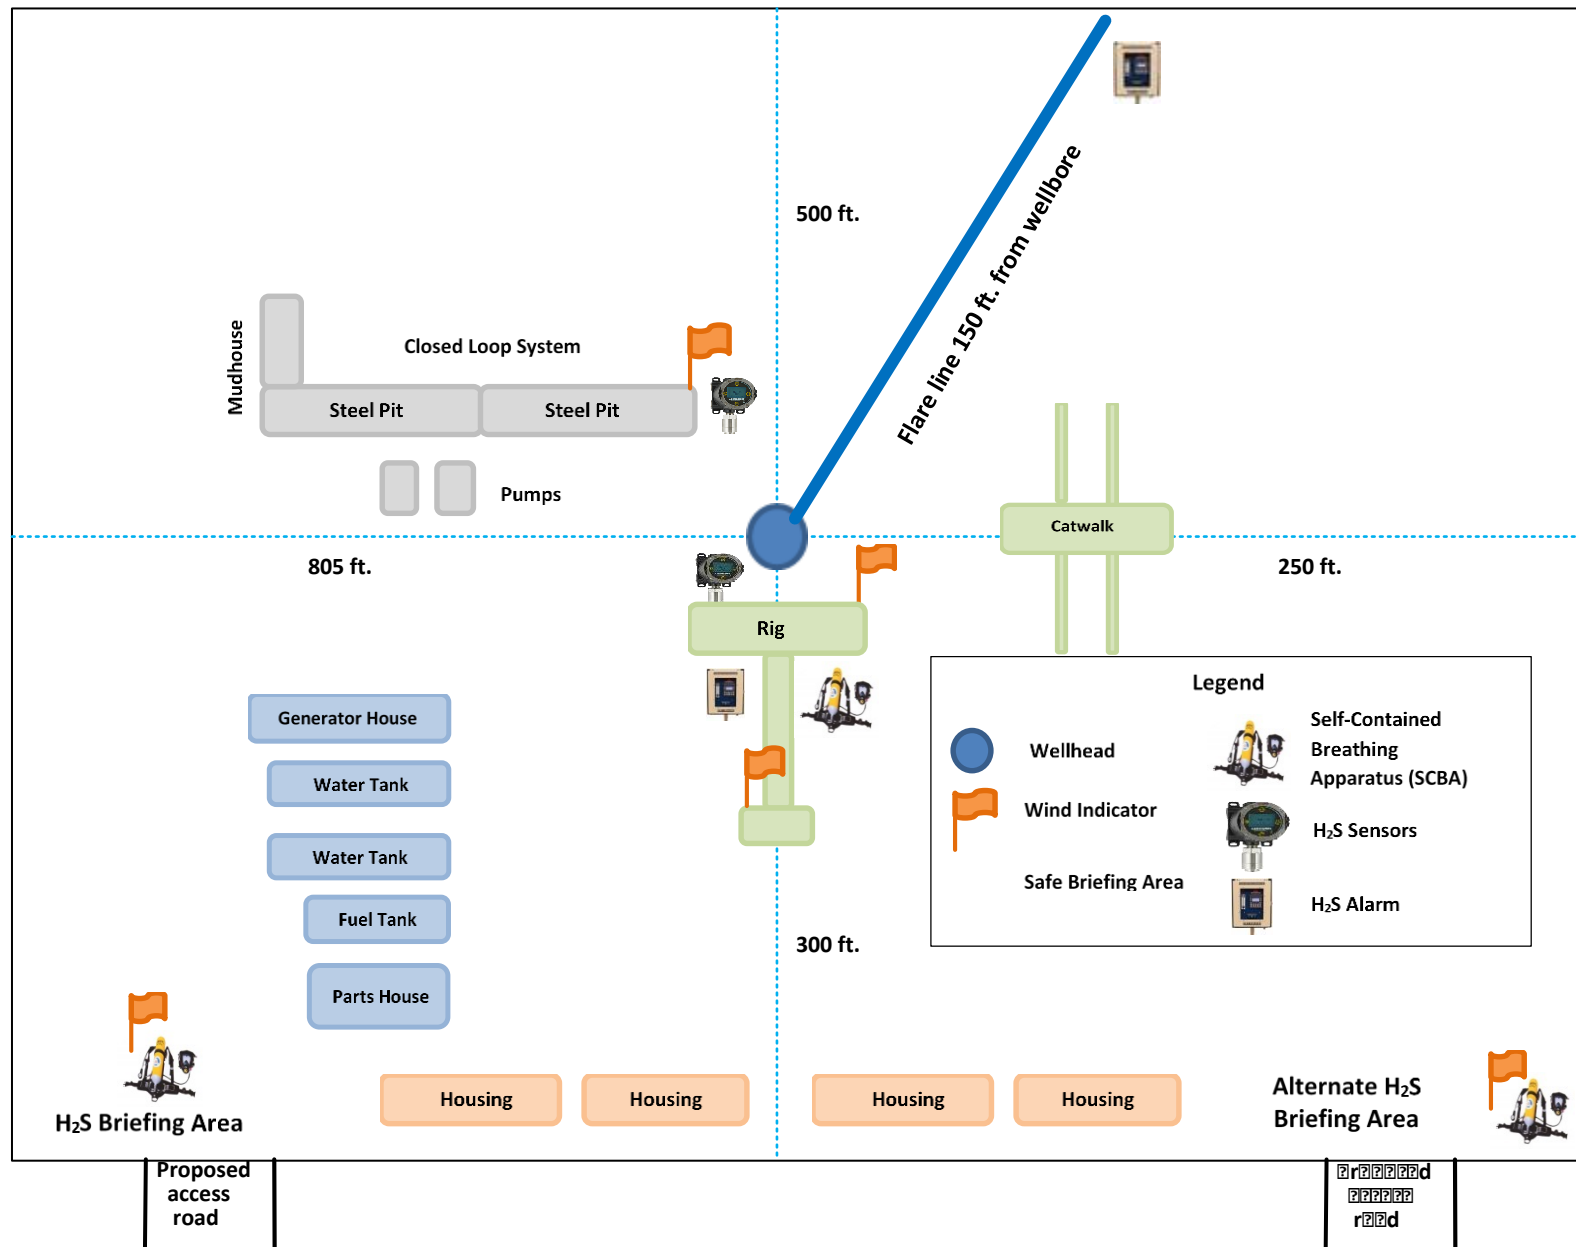 500 ft.
Flare line 150 ft. from wellbore
Mudhouse
Closed Loop System
Steel Pit
Steel Pit
Pumps
Catwalk
805 ft.
250 ft.
Rig
Legend
Generator House
Wellhead
Self-Contained
Breathing
Apparatus (SCBA)
Water Tank
Wind Indicator
H₂S Sensors
Water Tank
Safe Briefing Area
H₂S Alarm
Fuel Tank
300 ft.
Parts House
Housing
Housing
Housing
Housing
Alternate H₂S
Briefing Area
H₂S Briefing Area
Proposed
access
road